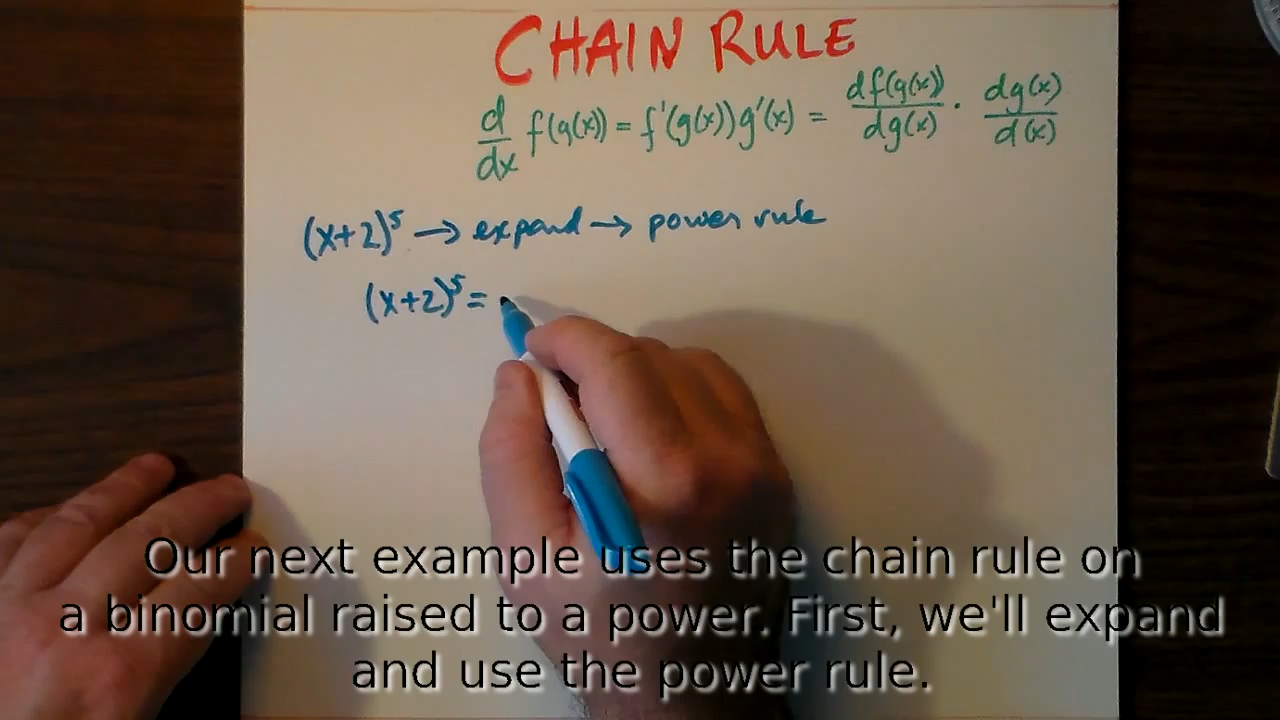 CHAIN RULE
d/dx f(g(x)) = f'(g(x))g'(x) = df(g(x))/dg(x) · dg(x)/d(x)
(x+2)⁵ → expand → power rule
(x+2)⁵ =
Our next example uses the chain rule on
a binomial raised to a power. First, we'll expand
and use the power rule.